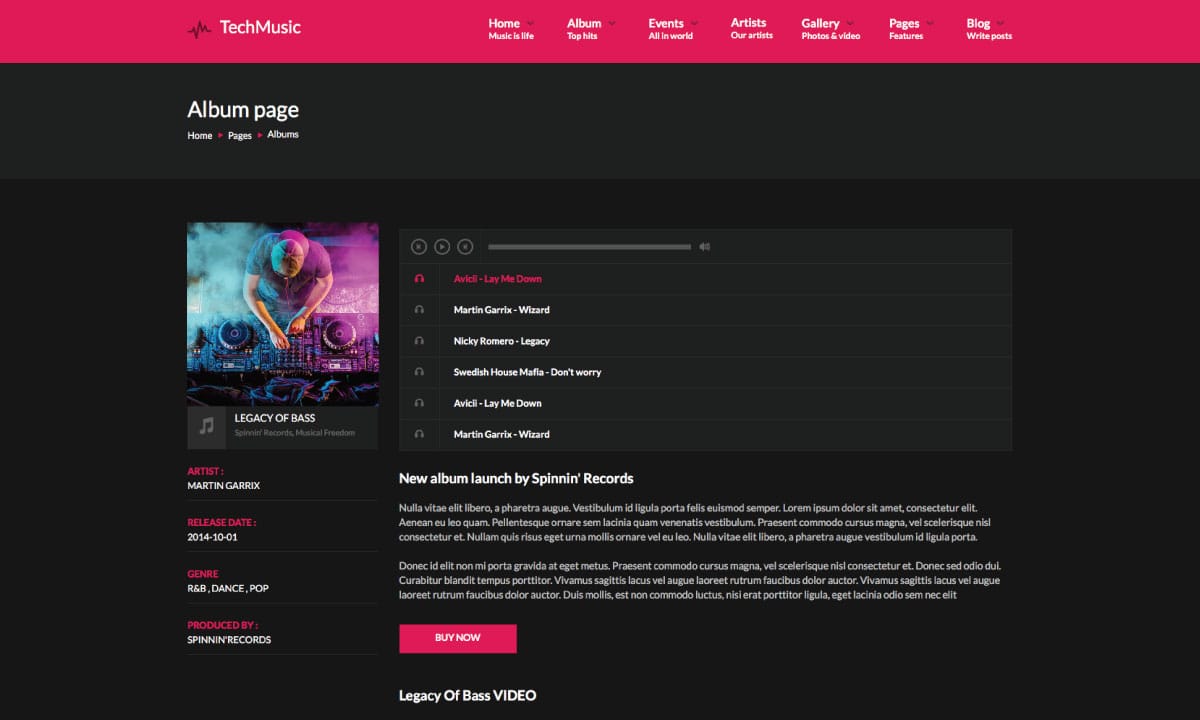 TechMusic
Home Album Events Artists Gallery Pages Blog
Music is life Top hits All in world Our artists Photos & video Features Write posts
Album page
Home Pages Albums
Avicii - Lay Me Down
Martin Garrix - Wizard
Nicky Romero - Legacy
Swedish House Mafia - Don't worry
Avicii - Lay Me Down
Martin Garrix - Wizard
LEGACY OF BASS
Spinnin' Records, Musical Freedom
ARTIST :
MARTIN GARRIX
RELEASE DATE :
2014-10-01
GENRE
R&B , DANCE , POP
PRODUCED BY :
SPINNIN'RECORDS
New album launch by Spinnin' Records
Nulla vitae elit libero, a pharetra augue. Vestibulum id ligula porta felis euismod semper. Lorem ipsum dolor sit amet, consectetur elit.
Aenean eu leo quam. Pellentesque ornare sem lacinia quam venenatis vestibulum. Praesent commodo cursus magna, vel scelerisque nisl
consectetur et. Nullam quis risus eget urna mollis ornare vel eu leo. Nulla vitae elit libero, a pharetra augue vestibulum id ligula porta.
Donec id elit non mi porta gravida at eget metus. Praesent commodo cursus magna, vel scelerisque nisl consectetur et. Donec sed odio dui.
Curabitur blandit tempus porttitor. Vivamus sagittis lacus vel augue laoreet rutrum faucibus dolor auctor. Vivamus sagittis lacus vel augue
laoreet rutrum faucibus dolor auctor. Duis mollis, est non commodo luctus, nisi erat porttitor ligula, eget lacinia odio sem nec elit
BUY NOW
Legacy Of Bass VIDEO